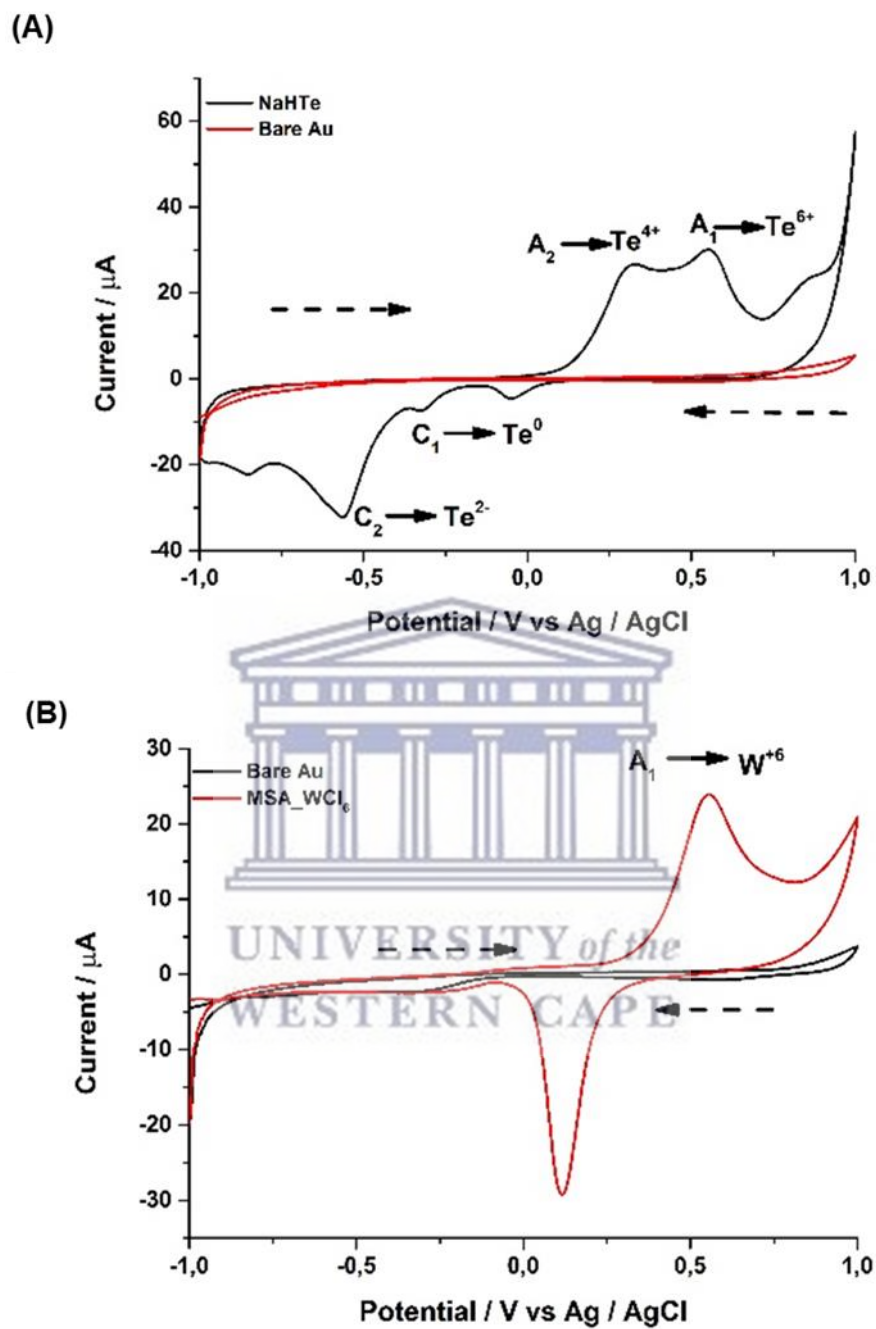 (A)
NaHTe
Bare Au
60
40
20
0
-20
-40
A₂ → Te⁴⁺
A₁ → Te⁶⁺
C₁ → Te⁰
C₂ → Te²⁻
Current / μA
-1,0 -0,5 0,0 0,5 1,0
Potential / V vs Ag / AgCl
(B)
Bare Au
MSA_WCl₆
30
20
10
0
-10
-20
-30
A₁ → W⁺⁶
Current / μA
UNIVERSITY of the
WESTERN CAPE
-1,0 -0,5 0,0 0,5 1,0
Potential / V vs Ag / AgCl